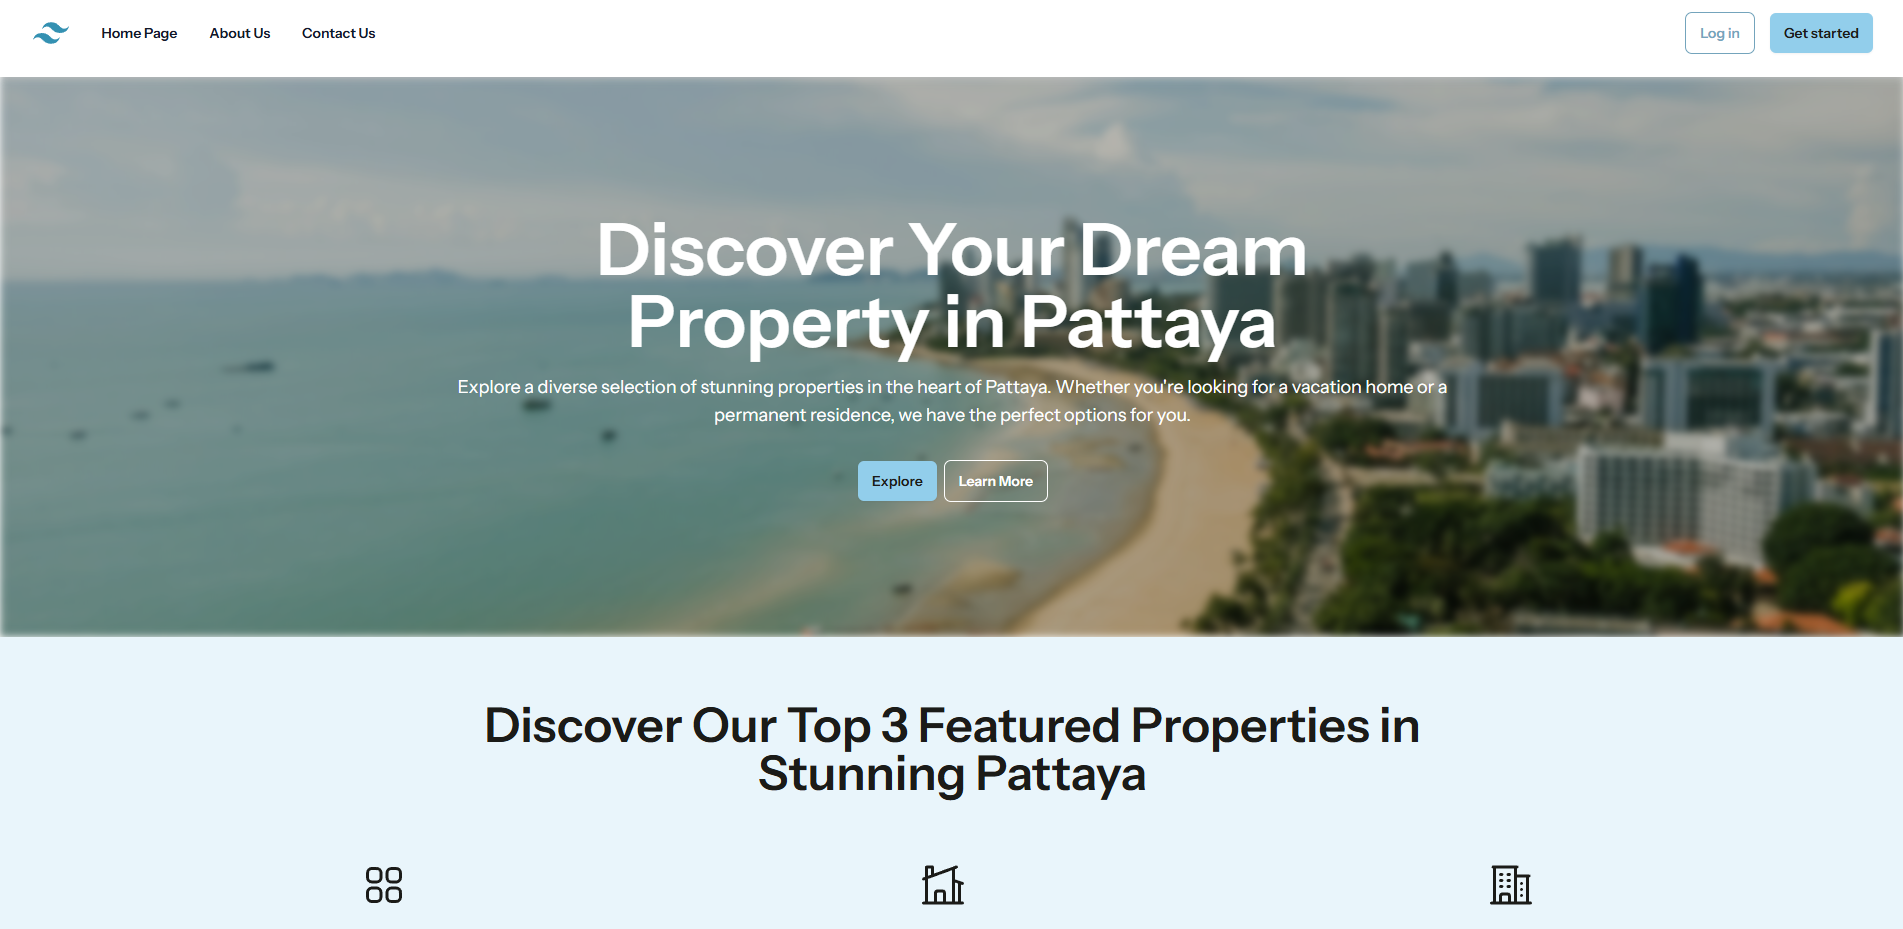 Home Page
About Us
Contact Us
Log in
Get started
Discover Your Dream
Property in Pattaya
Explore a diverse selection of stunning properties in the heart of Pattaya. Whether you're looking for a vacation home or a
permanent residence, we have the perfect options for you.
Explore
Learn More
Discover Our Top 3 Featured Properties in
Stunning Pattaya